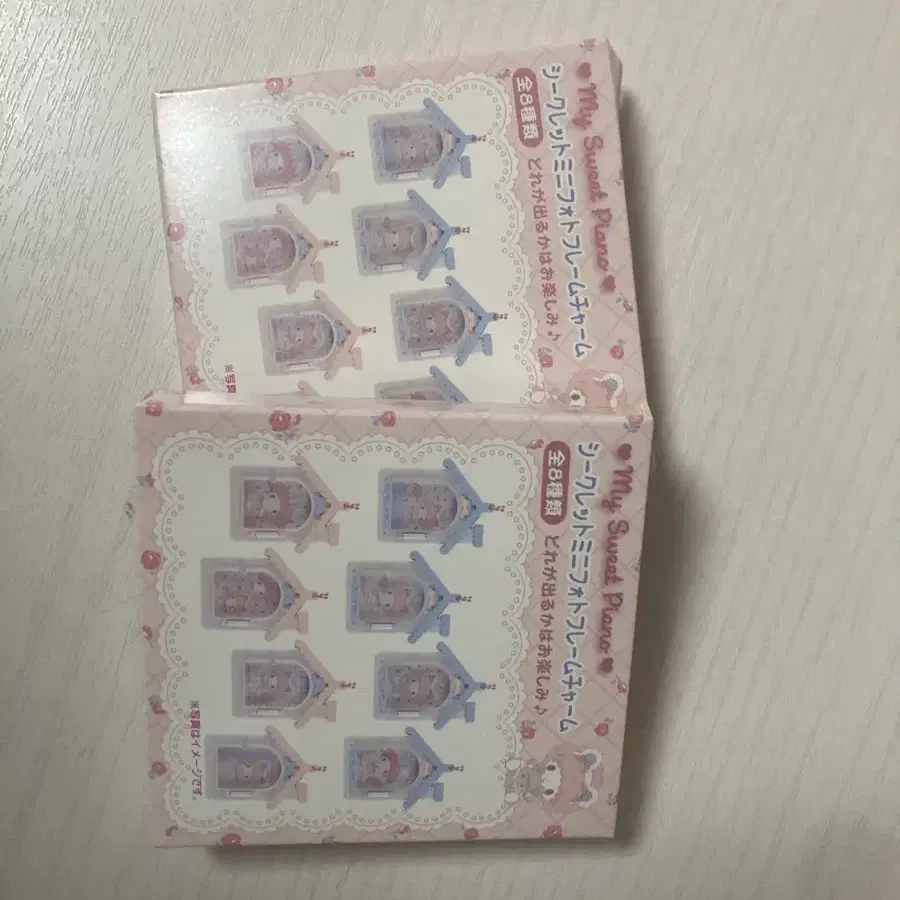 ♥ My Sweet Piano ♥
シークレットミニフォトフレームチャーム
全8種類 どれが出るかはお楽しみ♪
※写真
♥ My Sweet Piano ♥
シークレットミニフォトフレームチャーム
全8種類 どれが出るかはお楽しみ♪
※写真はイメージです。